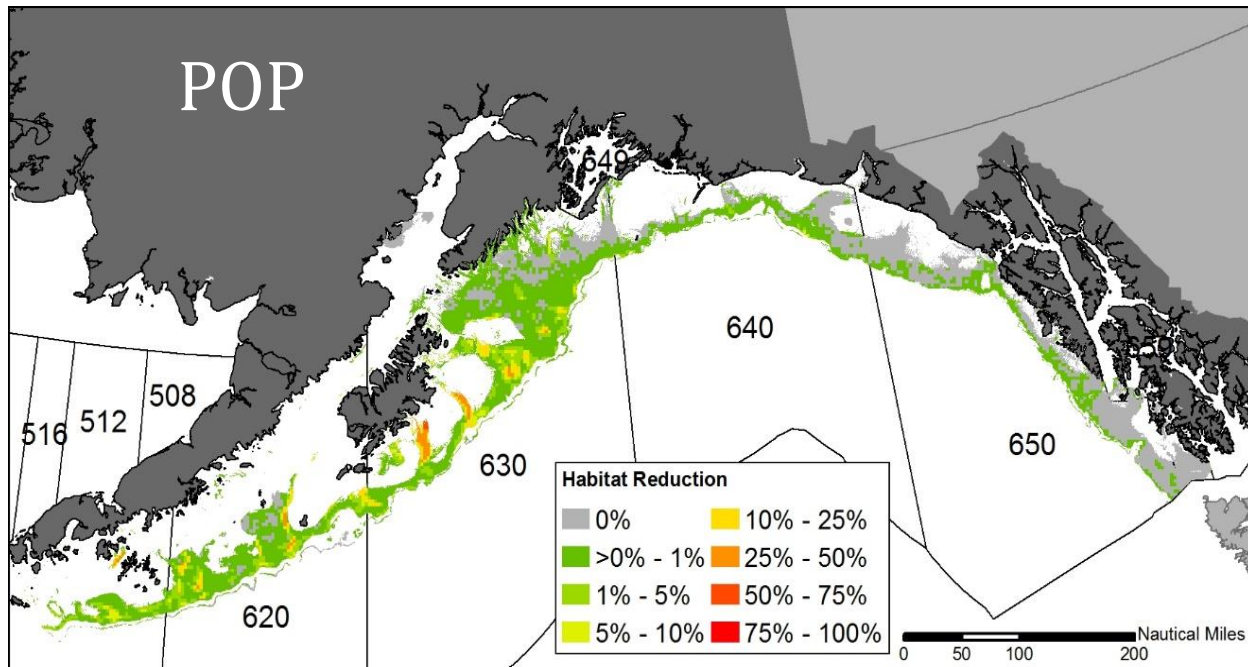 POP
649
640
508
512
516
650
630
620
Habitat Reduction
0%
>0% - 1%
1% - 5%
5% - 10%
10% - 25%
25% - 50%
50% - 75%
75% - 100%
Nautical Miles
0 50 100 200